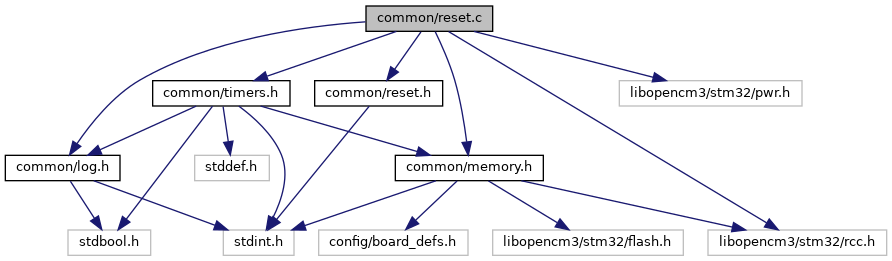 common/reset.c
common/timers.h
common/reset.h
libopencm3/stm32/pwr.h
common/log.h
stddef.h
common/memory.h
stdbool.h
stdint.h
config/board_defs.h
libopencm3/stm32/flash.h
libopencm3/stm32/rcc.h